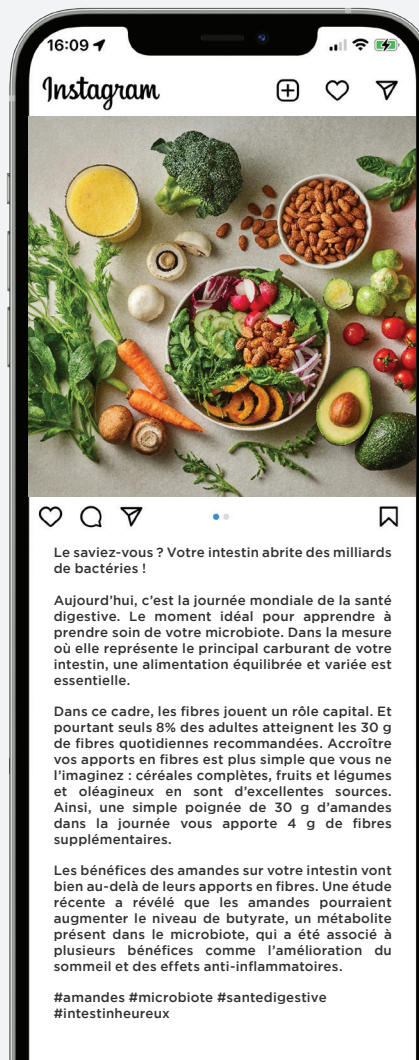 16:09
Instagram
Le saviez-vous ? Votre intestin abrite des milliards
de bactéries !
Aujourd'hui, c'est la journée mondiale de la santé
digestive. Le moment idéal pour apprendre à
prendre soin de votre microbiote. Dans la mesure
où elle représente le principal carburant de votre
intestin, une alimentation équilibrée et variée est
essentielle.
Dans ce cadre, les fibres jouent un rôle capital. Et
pourtant seuls 8% des adultes atteignent les 30 g
de fibres quotidiennes recommandées. Accroître
vos apports en fibres est plus simple que vous ne
l'imaginez : céréales complètes, fruits et légumes
et oléagineux en sont d'excellentes sources.
Ainsi, une simple poignée de 30 g d'amandes
dans la journée vous apporte 4 g de fibres
supplémentaires.
Les bénéfices des amandes sur votre intestin vont
bien au-delà de leurs apports en fibres. Une étude
récente a révélé que les amandes pourraient
augmenter le niveau de butyrate, un métabolite
présent dans le microbiote, qui a été associé à
plusieurs bénéfices comme l'amélioration du
sommeil et des effets anti-inflammatoires.
#amandes #microbiote #santedigestive
#intestinheureux